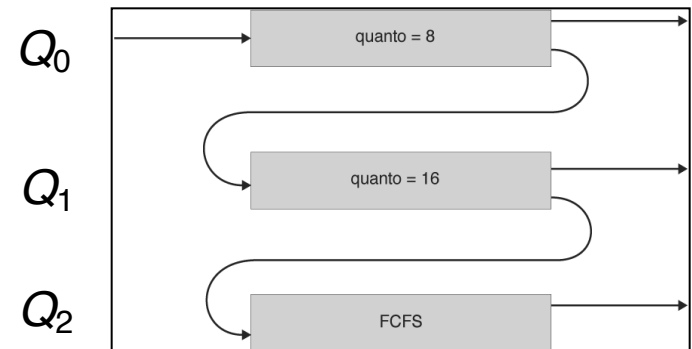 Q0
quanto = 8
Q1
quanto = 16
Q2
FCFS